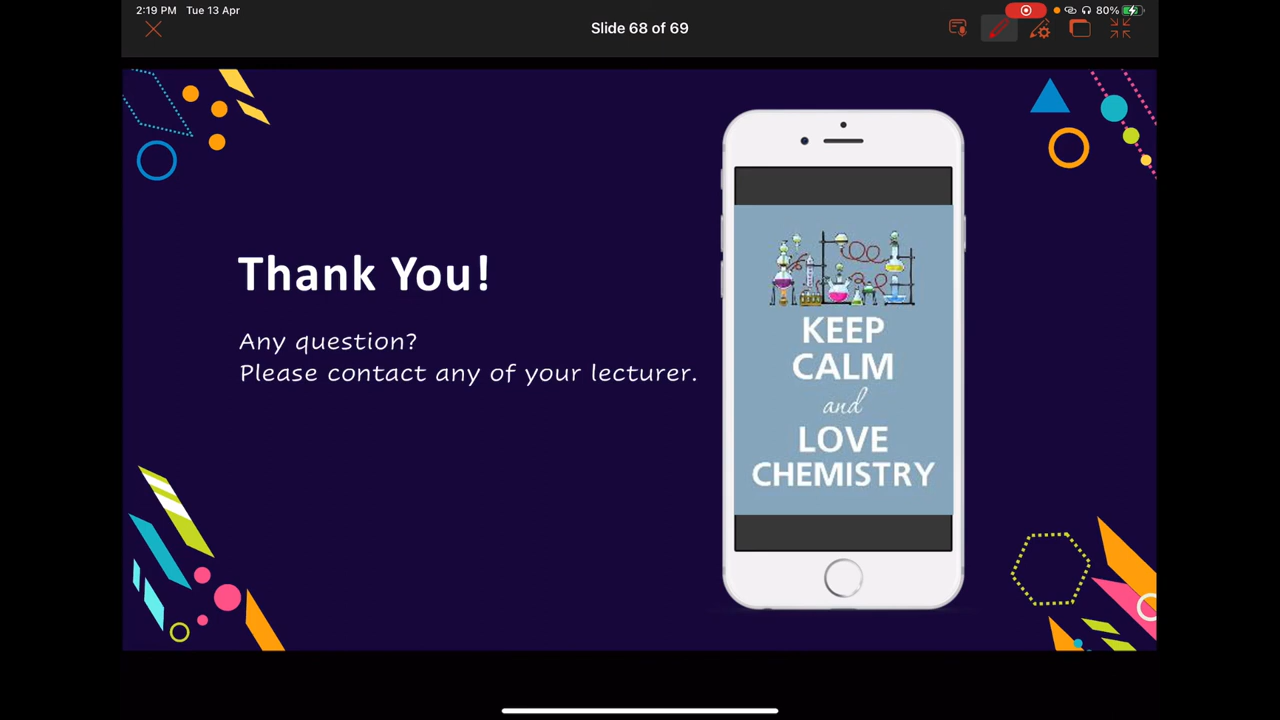 2:19 PM Tue 13 Apr
80%
Slide 68 of 69
Thank You!
Any question?
Please contact any of your lecturer.
KEEP
CALM
and
LOVE
CHEMISTRY